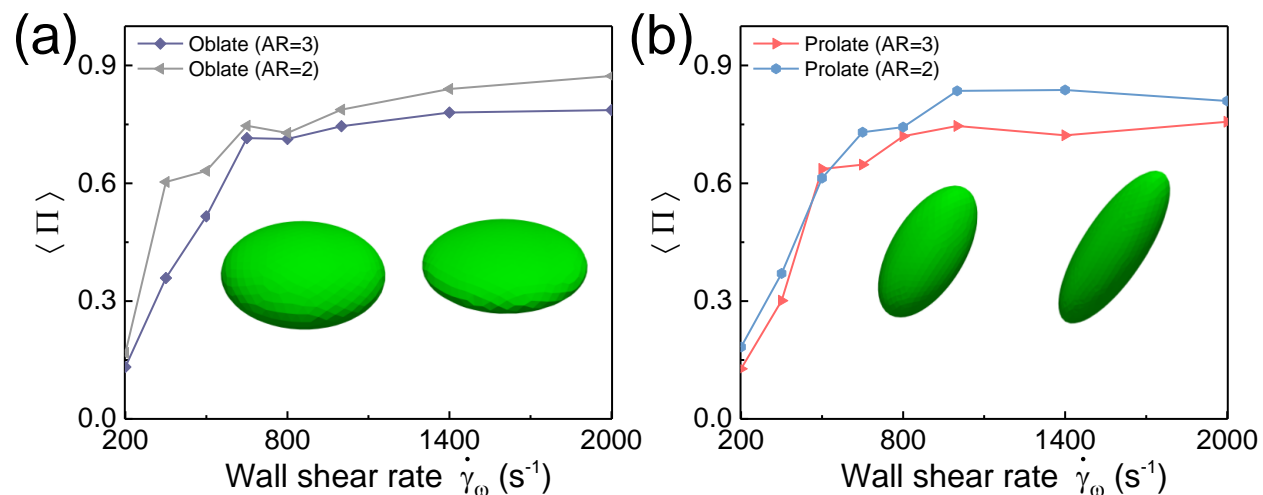 (a)
Oblate (AR=3)
Oblate (AR=2)
0.9
0.6
0.3
0.0
⟨ Π ⟩
200
800
1400
2000
Wall shear rate γ̇ω (s-1)
(b)
Prolate (AR=3)
Prolate (AR=2)
0.9
0.6
0.3
0.0
⟨ Π ⟩
200
800
1400
2000
Wall shear rate γ̇ω (s-1)